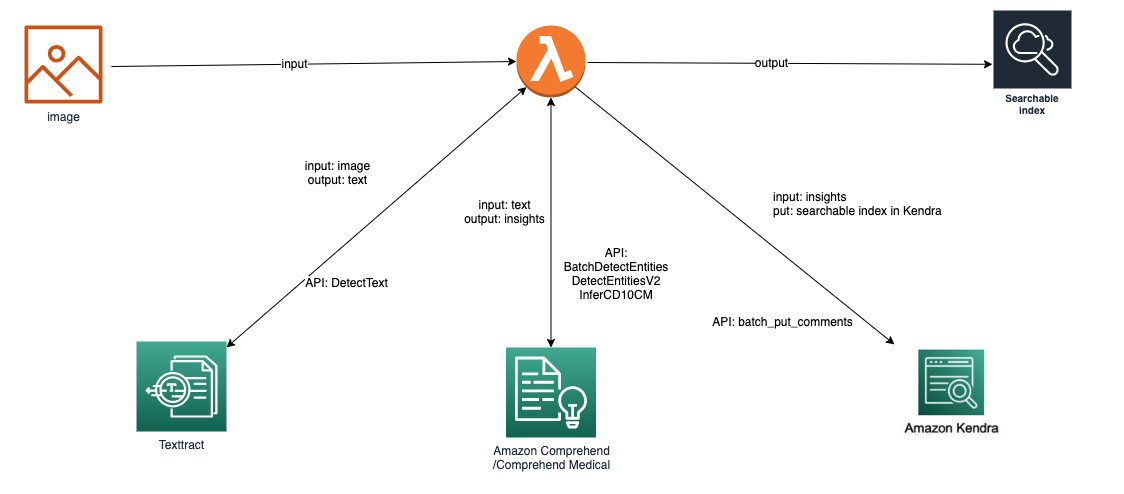 input
output
image
Searchable
index
input: image
output: text
input: text
output: insights
input: insights
put: searchable index in Kendra
API: DetectText
API:
BatchDetectEntities
DetectEntitiesV2
InferCD10CM
API: batch_put_comments
Texttract
Amazon Comprehend
/Comprehend Medical
Amazon Kendra